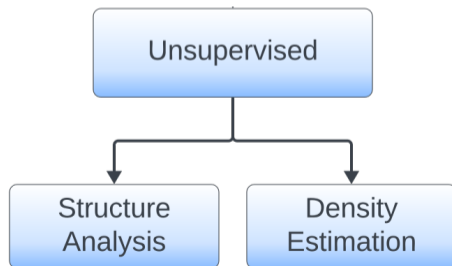 Unsupervised
Structure
Analysis
Density
Estimation